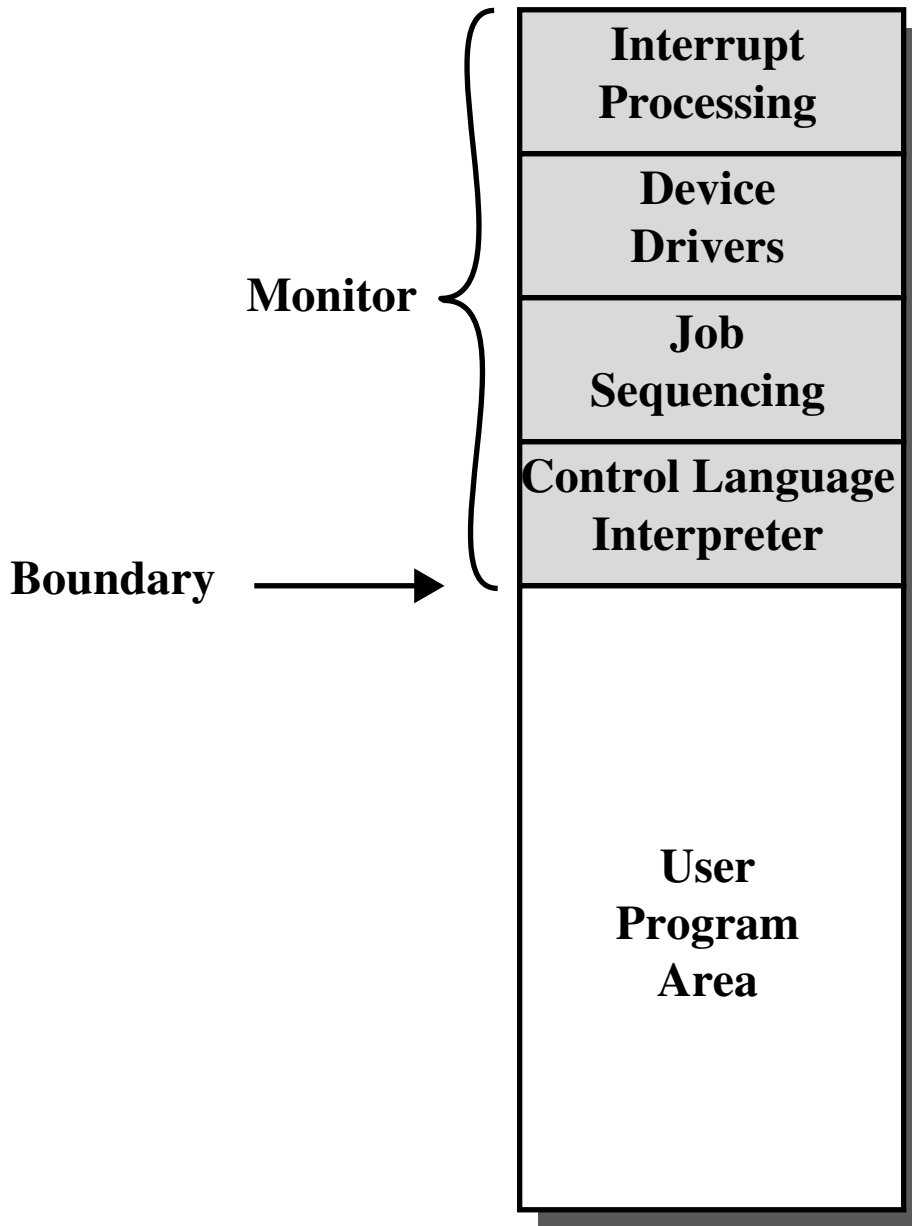 Interrupt
Processing
Device
Drivers
Monitor
Job
Sequencing
Control Language
Interpreter
Boundary
User
Program
Area